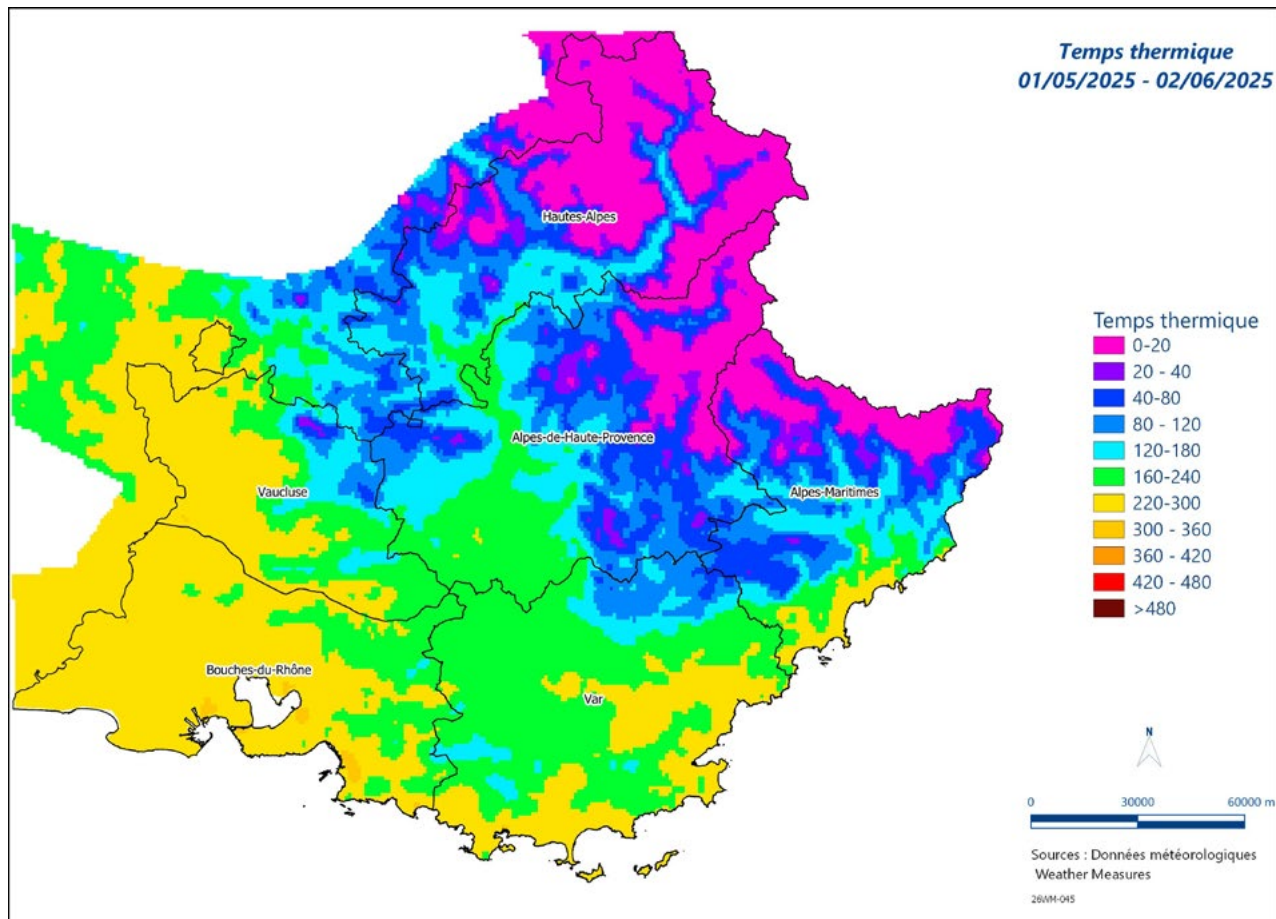 Temps thermique
01/05/2025 - 02/06/2025
Hautes-Alpes
Alpes-de-Haute-Provence
Vaucluse
Alpes-Maritimes
Bouches-du-Rhône
Var
Temps thermique
0-20
20 - 40
40-80
80 - 120
120-180
160-240
220-300
300 - 360
360 - 420
420 - 480
>480
N
0 30000 60000 m
Sources : Données météorologiques
Weather Measures
26WM-045